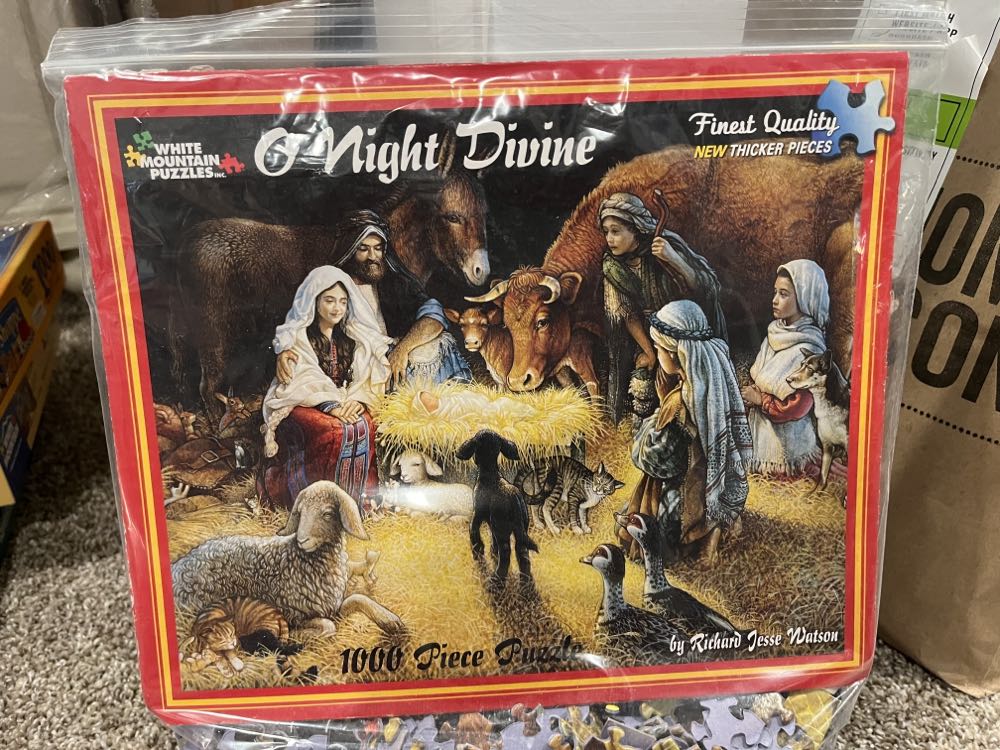 WHITE
MOUNTAIN
PUZZLES INC.
O Night Divine
Finest Quality
NEW THICKER PIECES
1000 Piece Puzzle
by Richard Jesse Watson